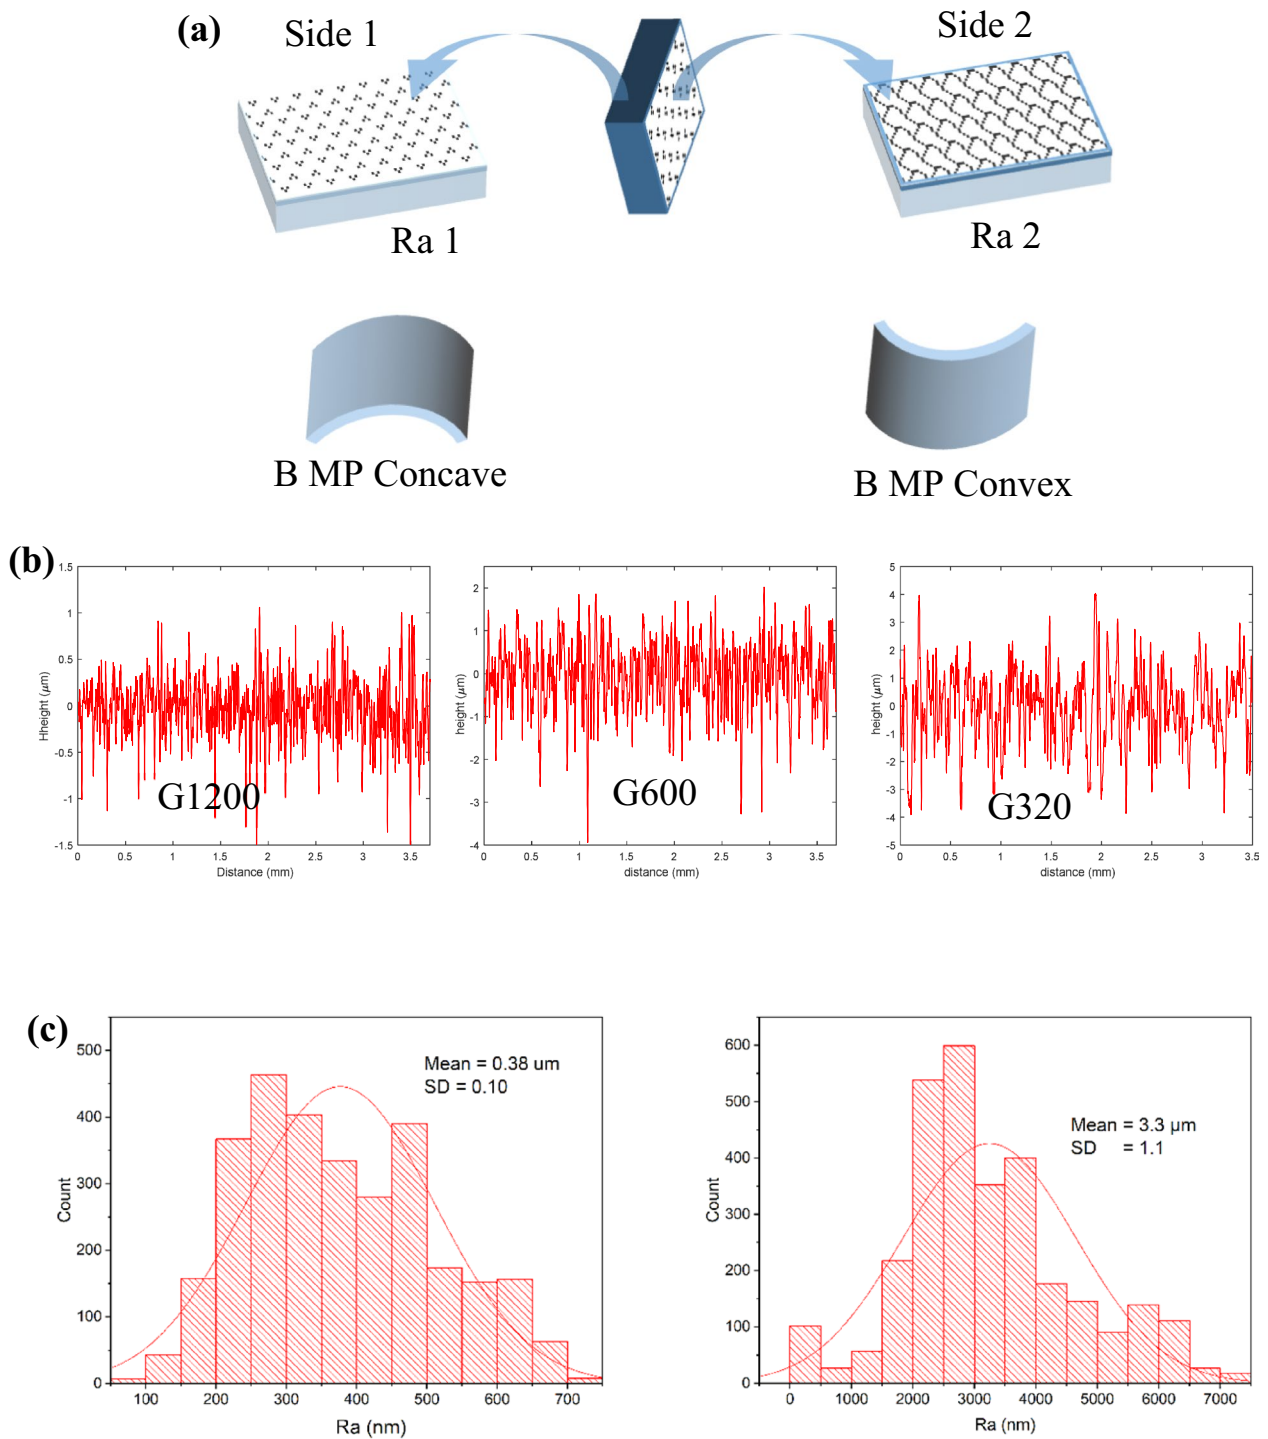 (a)
Side 1
Side 2
Ra 1
Ra 2
B MP Concave
B MP Convex
(b)
1.5
1
0.5
0
-0.5
-1
-1.5
Hheight (μm)
G1200
0 0.5 1 1.5 2 2.5 3 3.5
Distance (mm)
2
1
0
-1
-2
-3
-4
height (μm)
G600
0 0.5 1 1.5 2 2.5 3 3.5
distance (mm)
5
4
3
2
1
0
-1
-2
-3
-4
-5
height (μm)
G320
0 0.5 1 1.5 2 2.5 3 3.5
distance (mm)
(c)
500
400
300
200
100
0
Count
Mean = 0.38 um
SD = 0.10
100 200 300 400 500 600 700
Ra (nm)
600
500
400
300
200
100
0
Count
Mean = 3.3 μm
SD = 1.1
0 1000 2000 3000 4000 5000 6000 7000
Ra (nm)